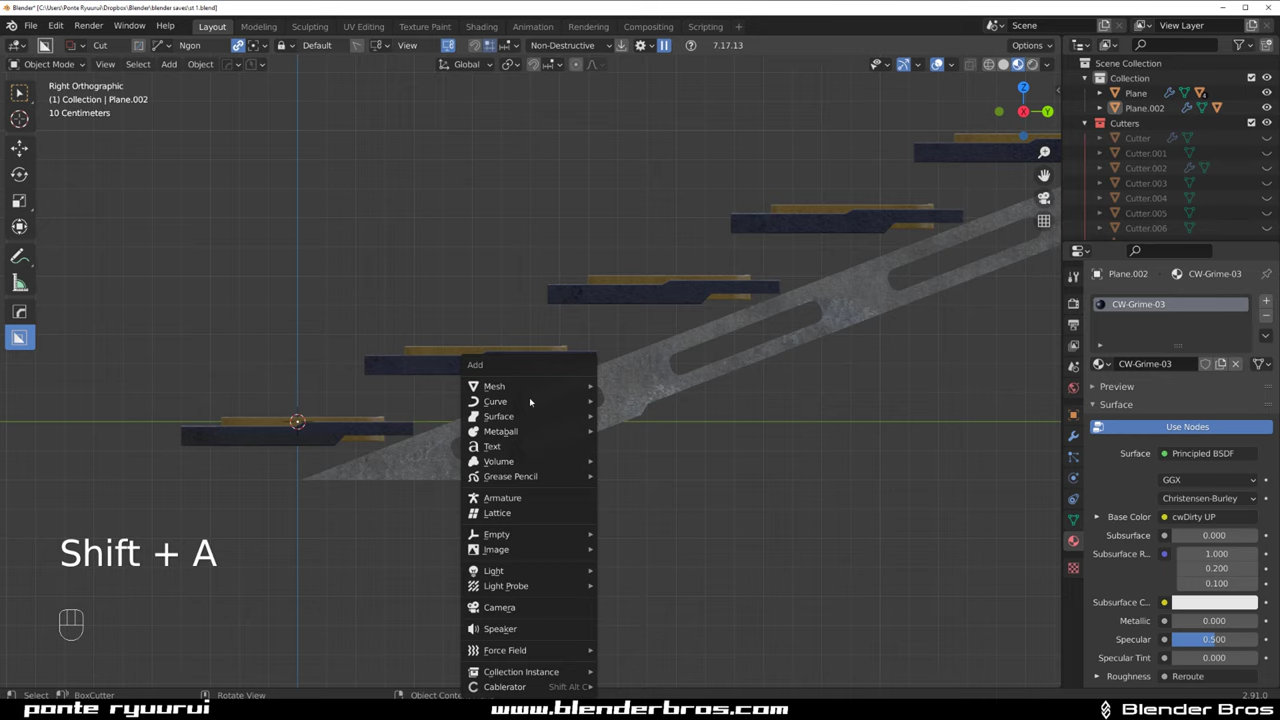 Blender* [C:\Users\Ponte Ryuurui\Dropbox\Blender\blender saves\st 1.blend]
File Edit Render Window Help Layout Modeling Sculpting UV Editing Texture Paint Shading Animation Rendering Compositing Scripting + Scene View Layer
Cut Ngon Default View Non-Destructive 7.17.13 Options
Object Mode View Select Add Object Global
Right Orthographic
(1) Collection | Plane.002
10 Centimeters
Z
X
Y
Scene Collection
Collection
Plane
Plane.002
Cutters
Cutter
Cutter.001
Cutter.002
Cutter.003
Cutter.004
Cutter.005
Cutter.006
Plane.002 CW-Grime-03
CW-Grime-03
CW-Grime-03
Preview
Surface
Use Nodes
Surface Principled BSDF
GGX
Christensen-Burley
Base Color cwDirty UP
Subsurface 0.000
Subsurface R... 1.000
0.200
0.100
Subsurface C...
Metallic 0.000
Specular 0.500
Specular Tint 0.000
Roughness Reroute
Add
Mesh
Curve
Surface
Metaball
Text
Volume
Grease Pencil
Armature
Lattice
Empty
Image
Light
Light Probe
Camera
Speaker
Force Field
Collection Instance
Cablerator Shift Alt C
Shift + A
Select BoxCutter Rotate View Object 2.91.0
ponte ryuurui www.blenderbros.com Blender Bros